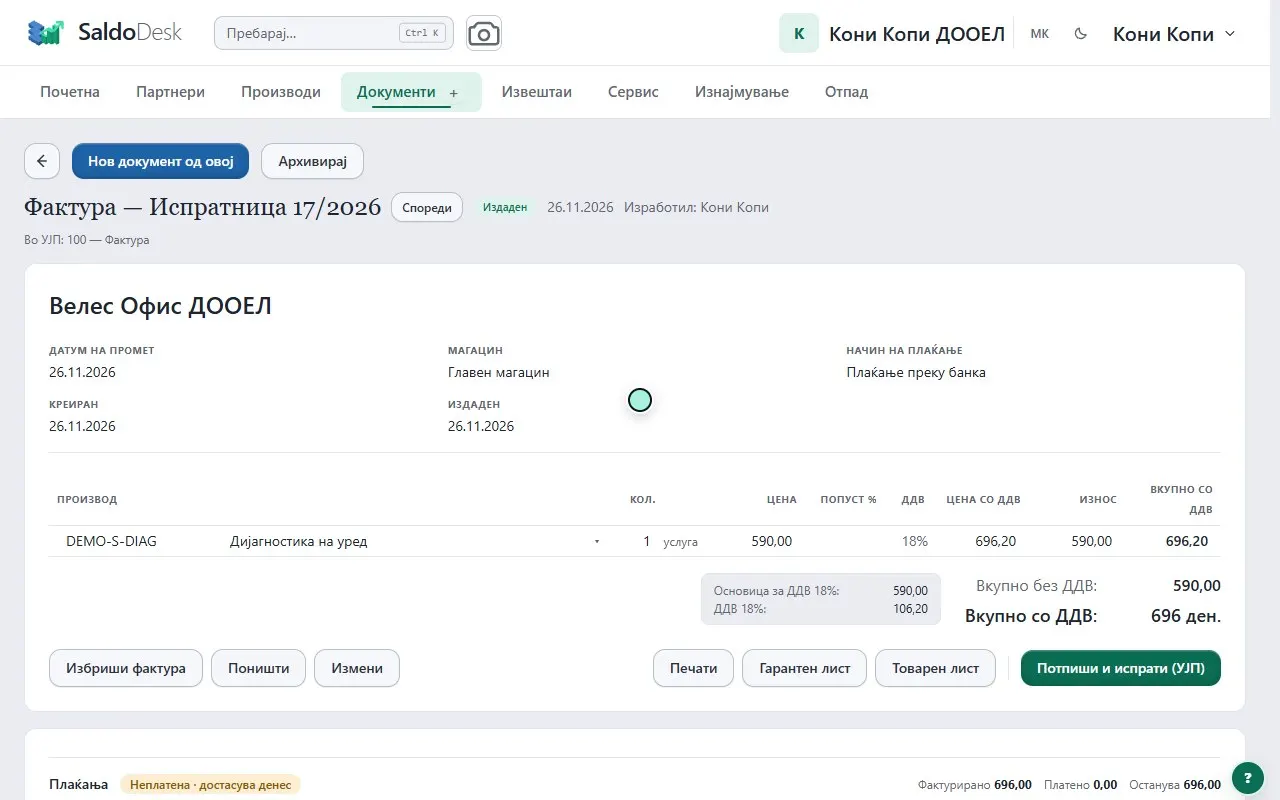 SaldoDesk
Пребарај... Ctrl K
К Кони Копи ДООЕЛ МК Кони Копи
Почетна Партнери Производи Документи + Извештаи Сервис Изнајмување Отпад
Нов документ од овој Архивирај
Фактура — Испратница 17/2026 Спореди Издаден 26.11.2026 Изработил: Кони Копи
Во УЈП: 100 — Фактура
Велес Офис ДООЕЛ
ДАТУМ НА ПРОМЕТ МАГАЦИН НАЧИН НА ПЛАЌАЊЕ
26.11.2026 Главен магацин Плаќање преку банка
КРЕИРАН ИЗДАДЕН
26.11.2026 26.11.2026
ПРОИЗВОД КОЛ. ЦЕНА ПОПУСТ % ДДВ ЦЕНА СО ДДВ ИЗНОС ВКУПНО СО
ДДВ
DEMO-S-DIAG Дијагностика на уред 1 услуга 590,00 18% 696,20 590,00 696,20
Основица за ДДВ 18%: 590,00 Вкупно без ДДВ: 590,00
ДДВ 18%: 106,20 Вкупно со ДДВ: 696 ден.
Избриши фактура Поништи Измени Печати Гарантен лист Товарен лист Потпиши и испрати (УЈП)
Плаќања Неплатена · достасува денес Фактурирано 696,00 Платено 0,00 Останува 696,00
?